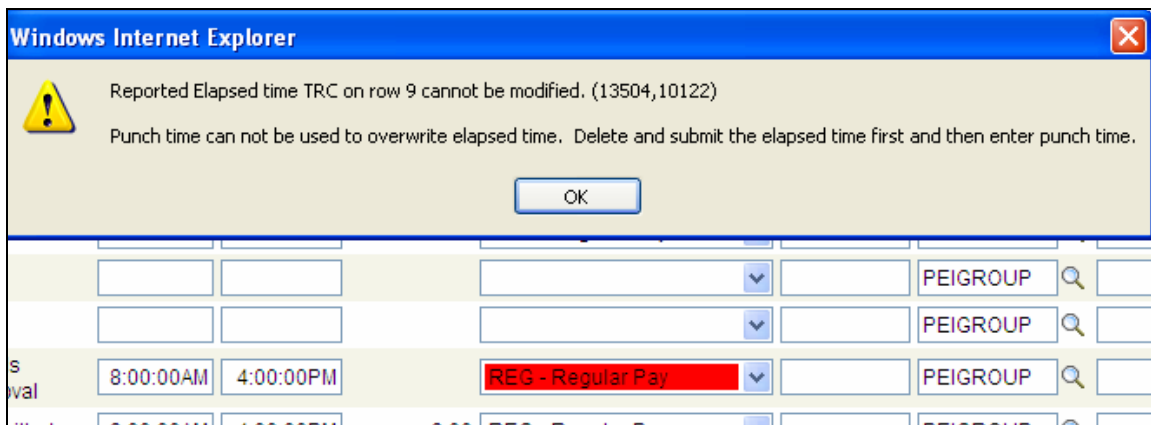 Windows Internet Explorer
Reported Elapsed time TRC on row 9 cannot be modified. (13504,10122)
Punch time can not be used to overwrite elapsed time.  Delete and submit the elapsed time first and then enter punch time.
OK
PEIGROUP
PEIGROUP
s
oval 8:00:00AM 4:00:00PM REG - Regular Pay PEIGROUP